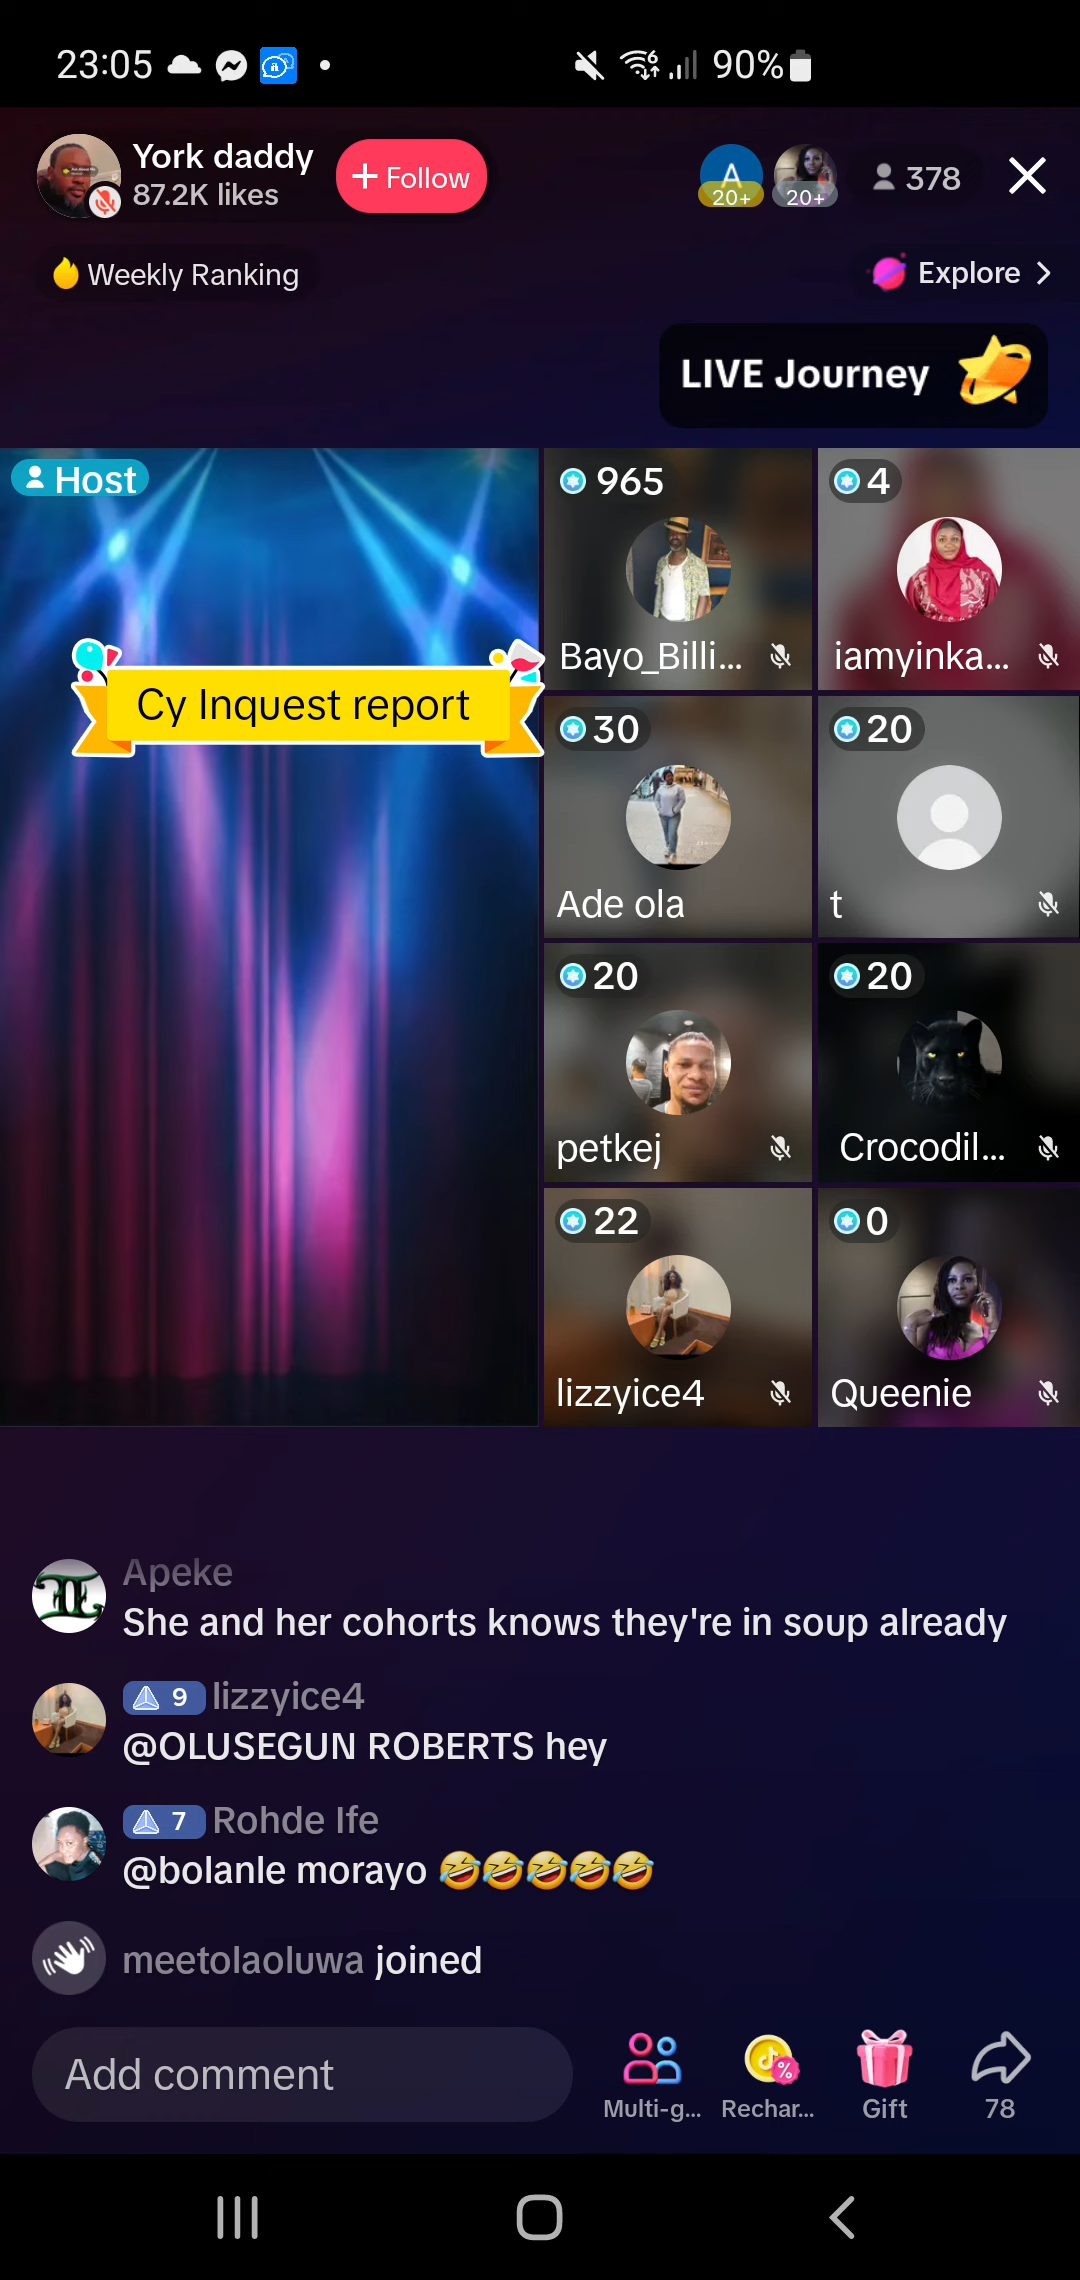 23:05
90%
York daddy
87.2K likes
+ Follow
A
20+
20+
378
Weekly Ranking
Explore >
LIVE Journey
Host
Cy Inquest report
965
Bayo_Billi...
4
iamyinka...
30
Ade ola
20
t
20
petkej
20
Crocodil...
22
lizzyice4
0
Queenie
Apeke
She and her cohorts knows they're in soup already
9 lizzyice4
@OLUSEGUN ROBERTS hey
7 Rohde Ife
@bolanle morayo 🤣🤣🤣🤣🤣
meetolaoluwa joined
Add comment
Multi-g...
Rechar...
Gift
78